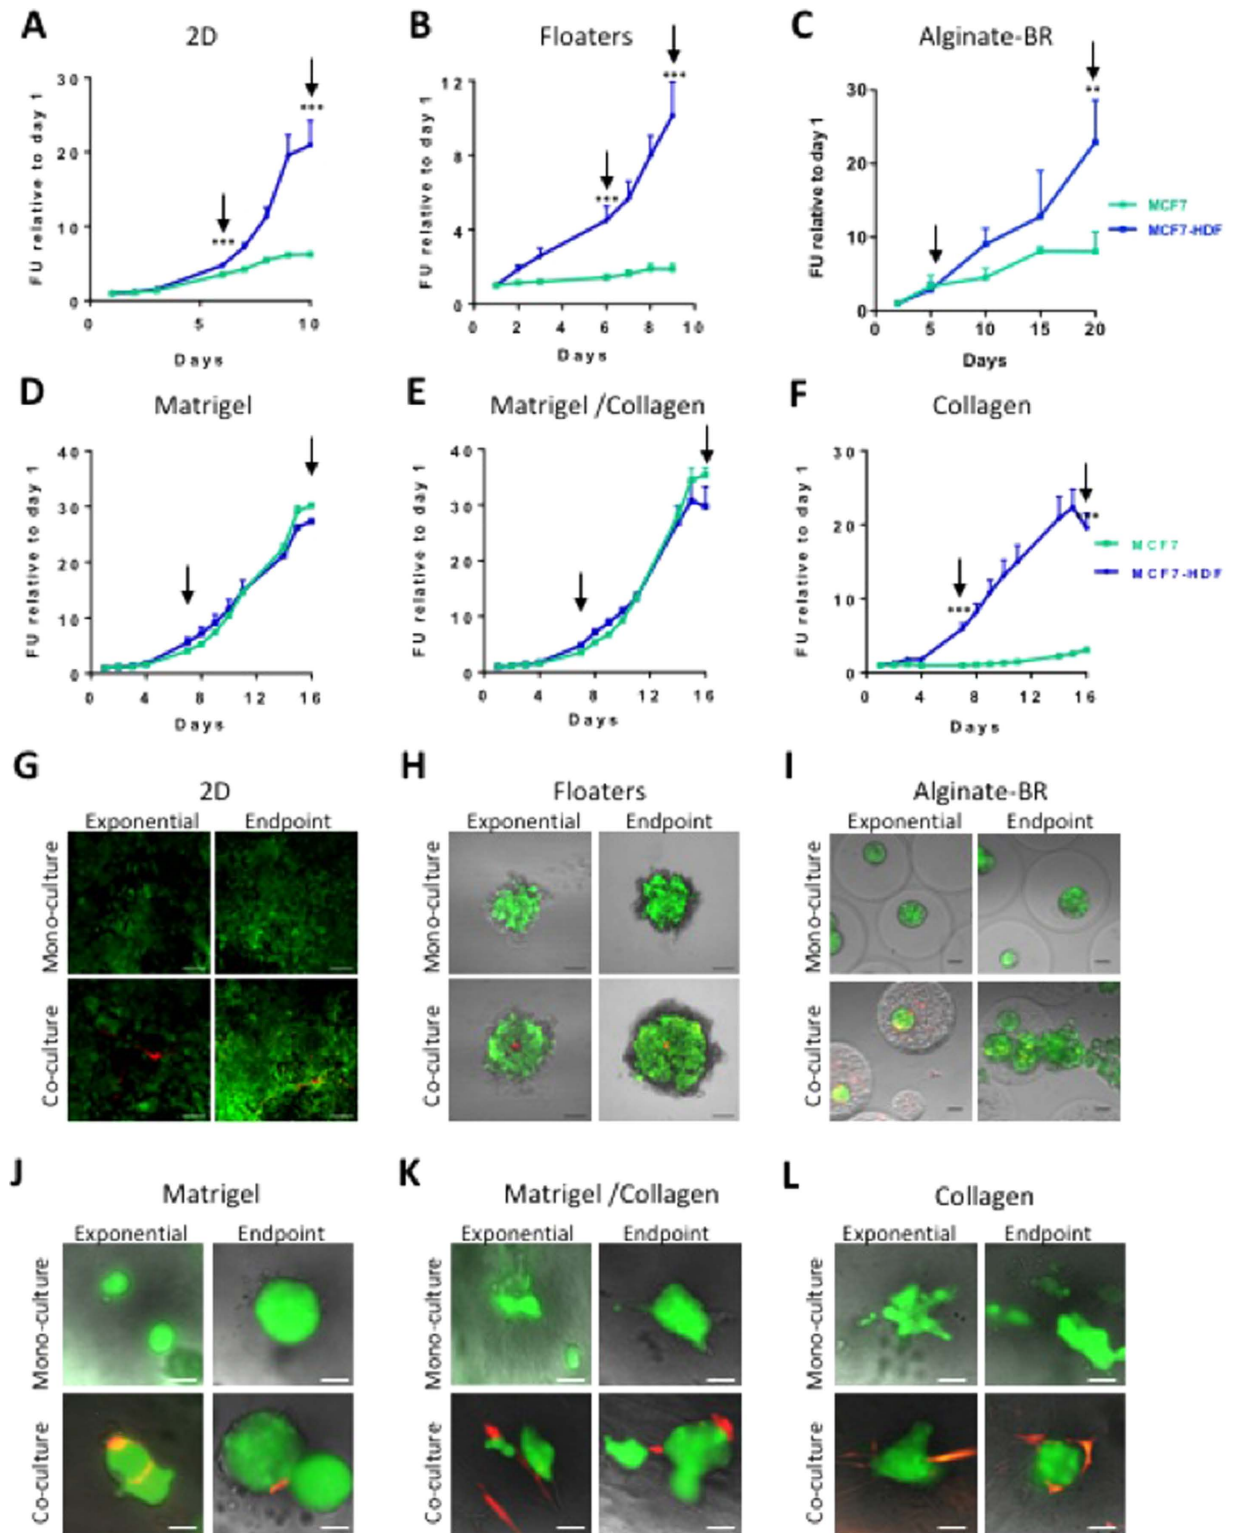 A
2D
FU relative to day 1
30
20
10
0
***
***
0 5 10
Days
B
Floaters
FU relative to day 1
12
8
4
0
***
***
0 2 4 6 8 10
Days
C
Alginate-BR
FU relative to day 1
30
20
10
0
**
0 5 10 15 20
Days
MCF7
MCF7-HDF
D
Matrigel
FU relative to day 1
40
30
20
10
0
0 4 8 12 16
Days
E
Matrigel /Collagen
FU relative to day 1
40
30
20
10
0
0 4 8 12 16
Days
F
Collagen
FU relative to day 1
30
20
10
0
***
***
0 4 8 12 16
Days
MCF7
MCF7-HDF
G
2D
Exponential Endpoint
Mono-culture
Co-culture
H
Floaters
Exponential Endpoint
Mono-culture
Co-culture
I
Alginate-BR
Exponential Endpoint
Mono-culture
Co-culture
J
Matrigel
Exponential Endpoint
Mono-culture
Co-culture
K
Matrigel /Collagen
Exponential Endpoint
Mono-culture
Co-culture
L
Collagen
Exponential Endpoint
Mono-culture
Co-culture